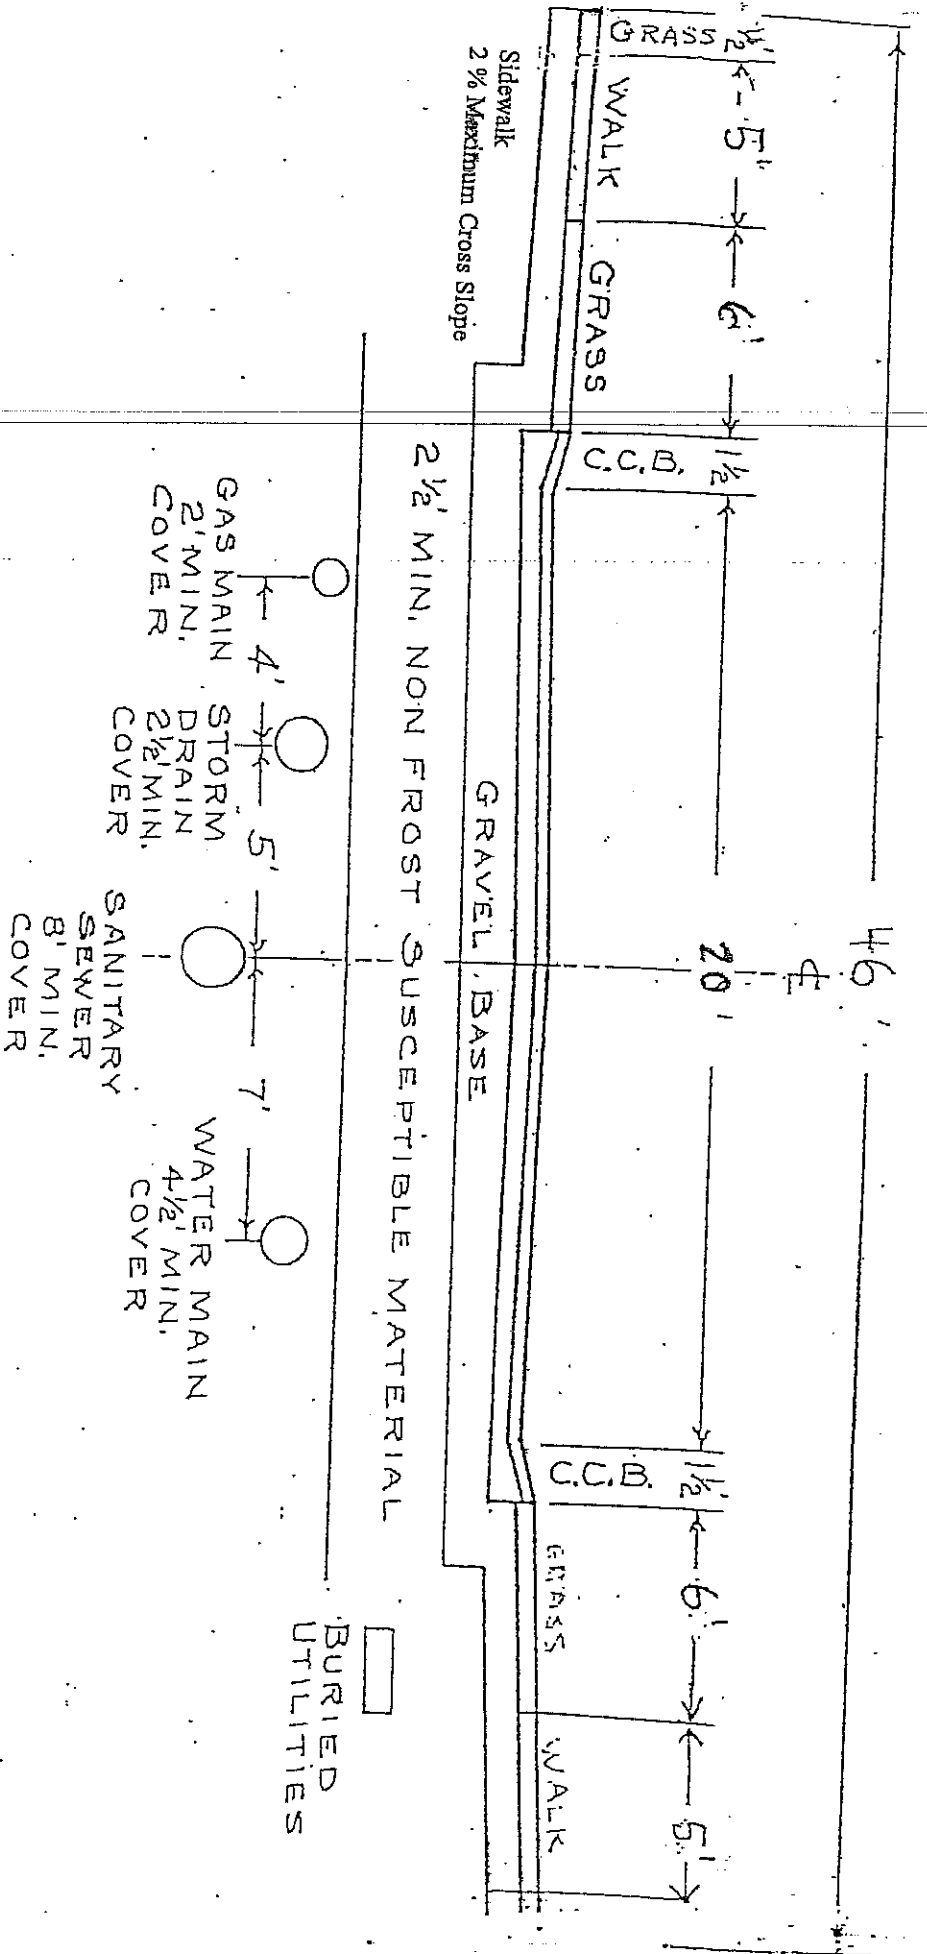 46'
℄
GRASS ½'
5'
6'
1½
20'
1½'
6'
5'
WALK
GRASS
C.C.B.
C.C.B.
GRASS
WALK
Sidewalk
2 % Maximum Cross Slope
GRAVEL BASE
2½' MIN. NON FROST SUSCEPTIBLE MATERIAL
4'
5'
7'
GAS MAIN
2' MIN.
COVER
STORM
DRAIN
2½' MIN.
COVER
SANITARY
SEWER
8' MIN.
COVER
WATER MAIN
4½' MIN.
COVER
BURIED
UTILITIES